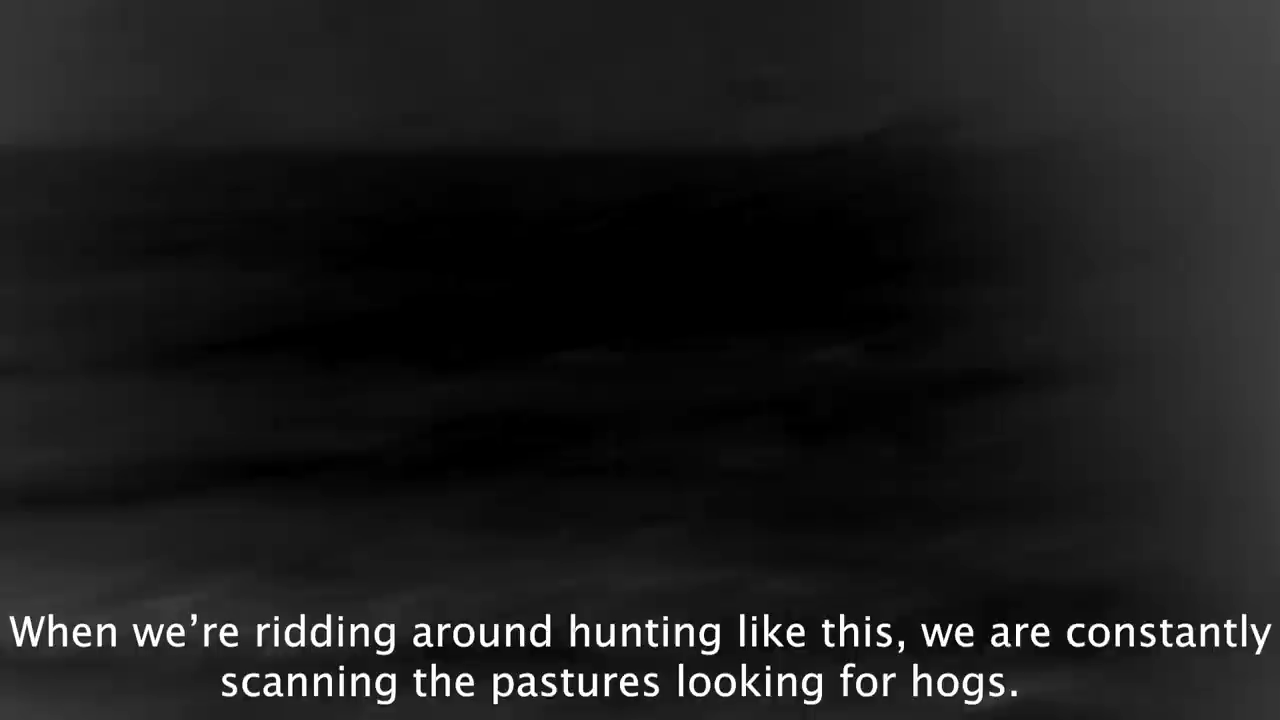 When we’re ridding around hunting like this, we are constantly
scanning the pastures looking for hogs.